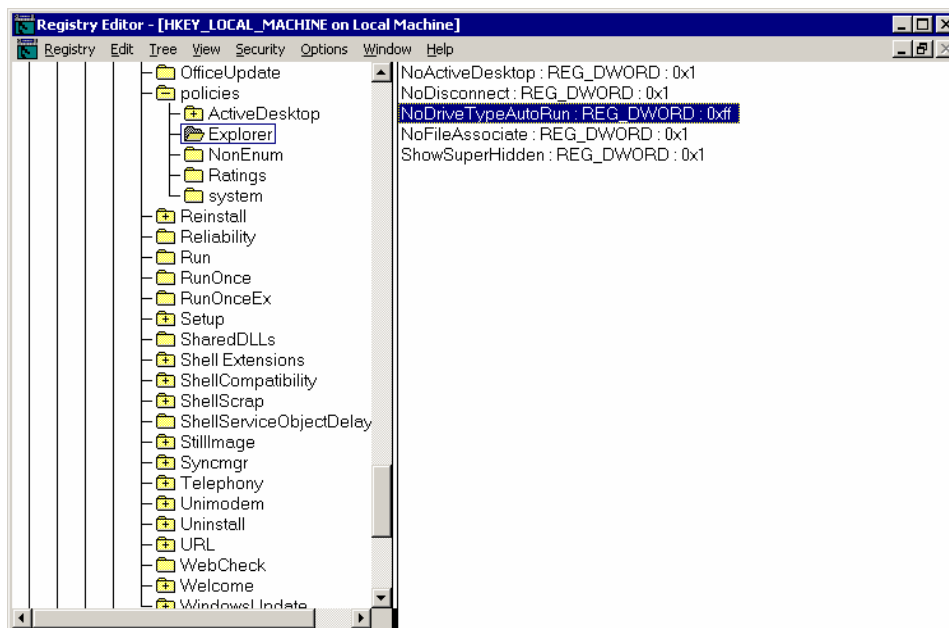 Registry Editor - [HKEY_LOCAL_MACHINE on Local Machine]
Registry Edit Tree View Security Options Window Help
OfficeUpdate
policies
ActiveDesktop
Explorer
NonEnum
Ratings
system
Reinstall
Reliability
Run
RunOnce
RunOnceEx
Setup
SharedDLLs
Shell Extensions
ShellCompatibility
ShellScrap
ShellServiceObjectDelay
StillImage
Syncmgr
Telephony
Unimodem
Uninstall
URL
WebCheck
Welcome
WindowsUpdate
NoActiveDesktop : REG_DWORD : 0x1
NoDisconnect : REG_DWORD : 0x1
NoDriveTypeAutoRun : REG_DWORD : 0xff
NoFileAssociate : REG_DWORD : 0x1
ShowSuperHidden : REG_DWORD : 0x1